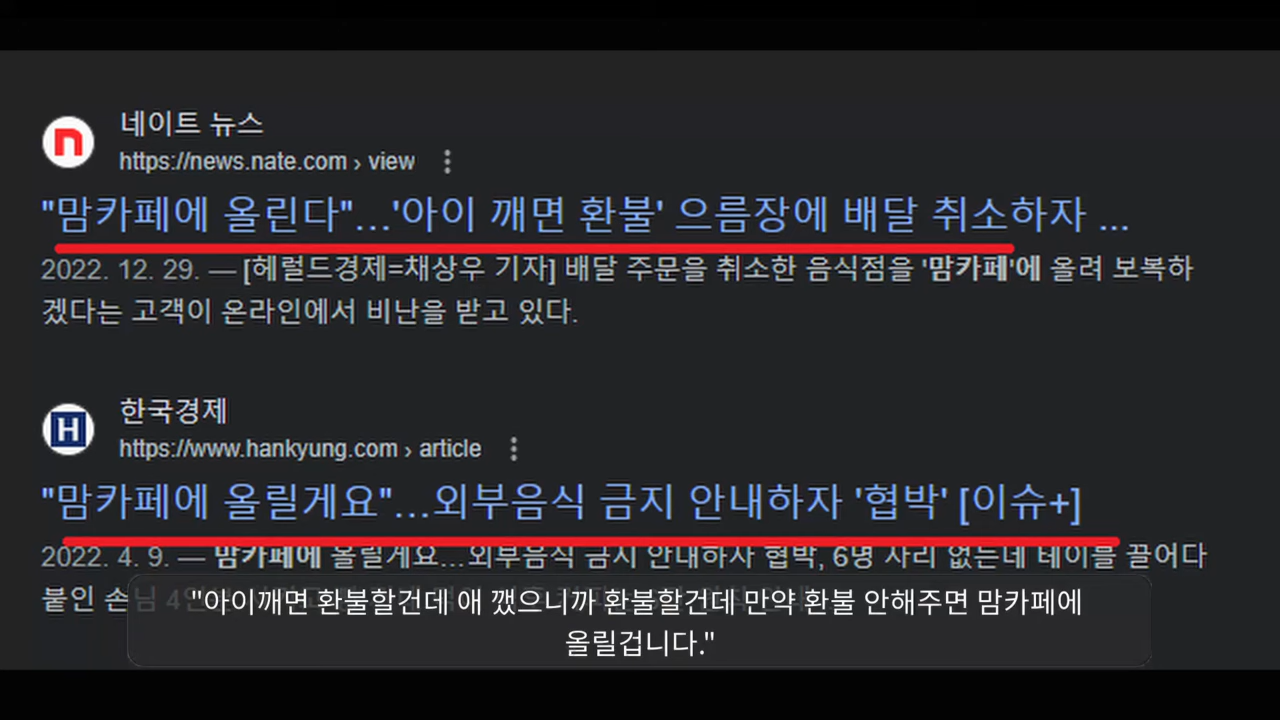 네이트 뉴스
https://news.nate.com › view
"맘카페에 올린다"...'아이 깨면 환불' 으름장에 배달 취소하자 ...
2022. 12. 29. — [헤럴드경제=채상우 기자] 배달 주문을 취소한 음식점을 '맘카페'에 올려 보복하
겠다는 고객이 온라인에서 비난을 받고 있다.
한국경제
https://www.hankyung.com › article
"맘카페에 올릴게요"...외부음식 금지 안내하자 '협박' [이슈+]
2022. 4. 9. — 맘카페에 올릴게요...외부음식 금지 안내하자 협박, 6명 자리 없는데 테이블 끌어다
붙인 손님 4인
"아이깨면 환불할건데 애 깼으니까 환불할건데 만약 환불 안해주면 맘카페에
올릴겁니다."